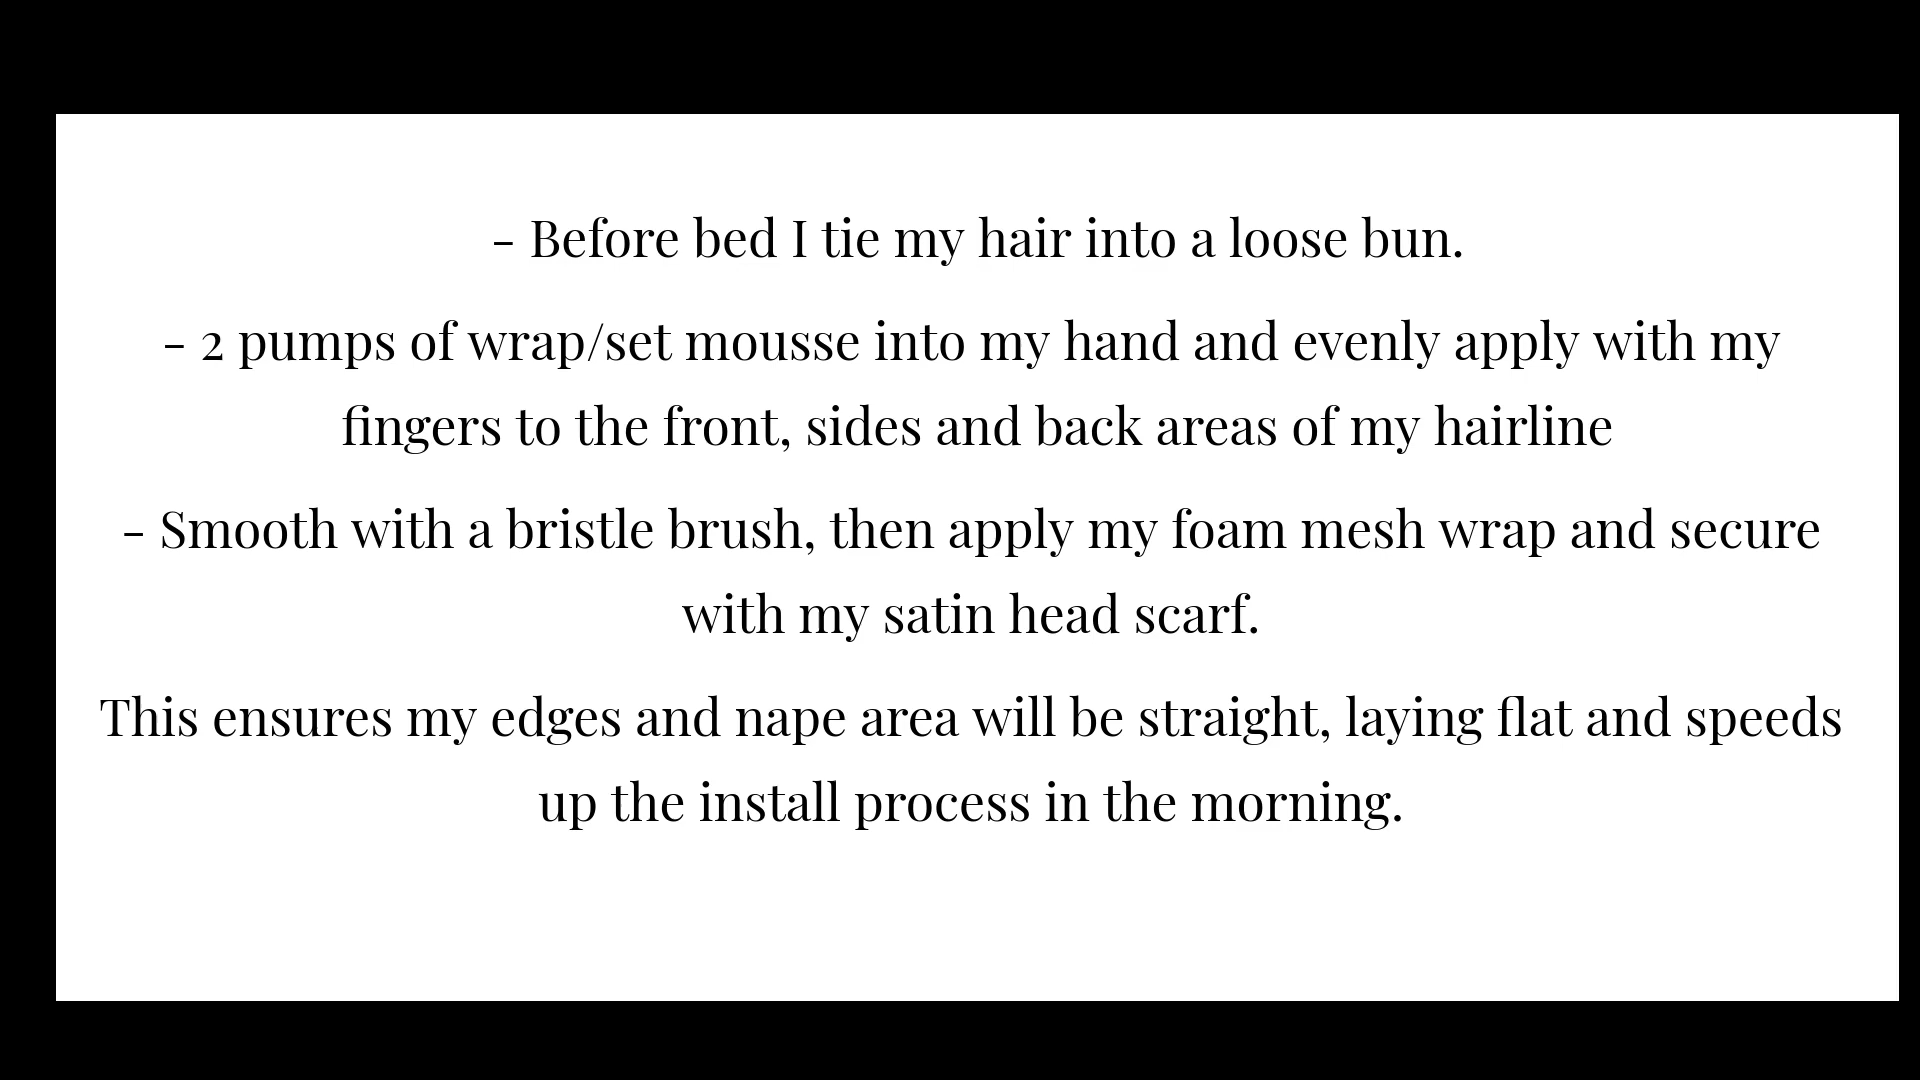 - Before bed I tie my hair into a loose bun.
- 2 pumps of wrap/set mousse into my hand and evenly apply with my
fingers to the front, sides and back areas of my hairline
- Smooth with a bristle brush, then apply my foam mesh wrap and secure
with my satin head scarf.
This ensures my edges and nape area will be straight, laying flat and speeds
up the install process in the morning.